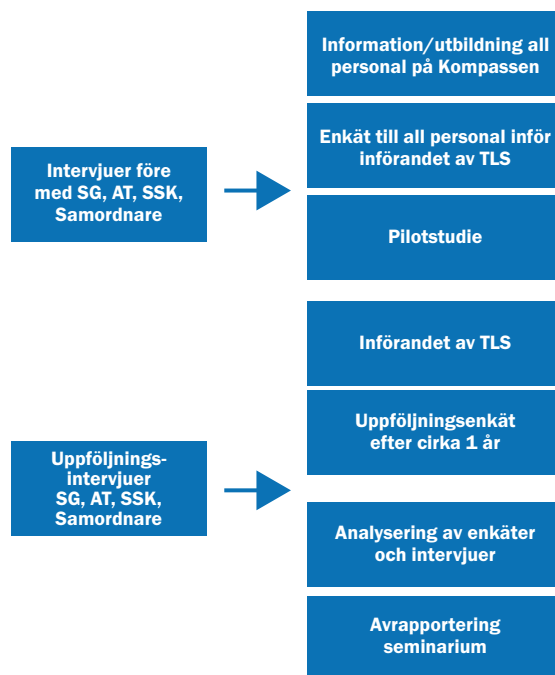 Information/utbildning all
personal på Kompassen
Enkät till all personal inför
införandet av TLS
Intervjuer före
med SG, AT, SSK,
Samordnare
Pilotstudie
Införandet av TLS
Uppföljningsenkät
efter cirka 1 år
Uppföljnings-
intervjuer
SG, AT, SSK,
Samordnare
Analysering av enkäter
och intervjuer
Avrapportering
seminarium